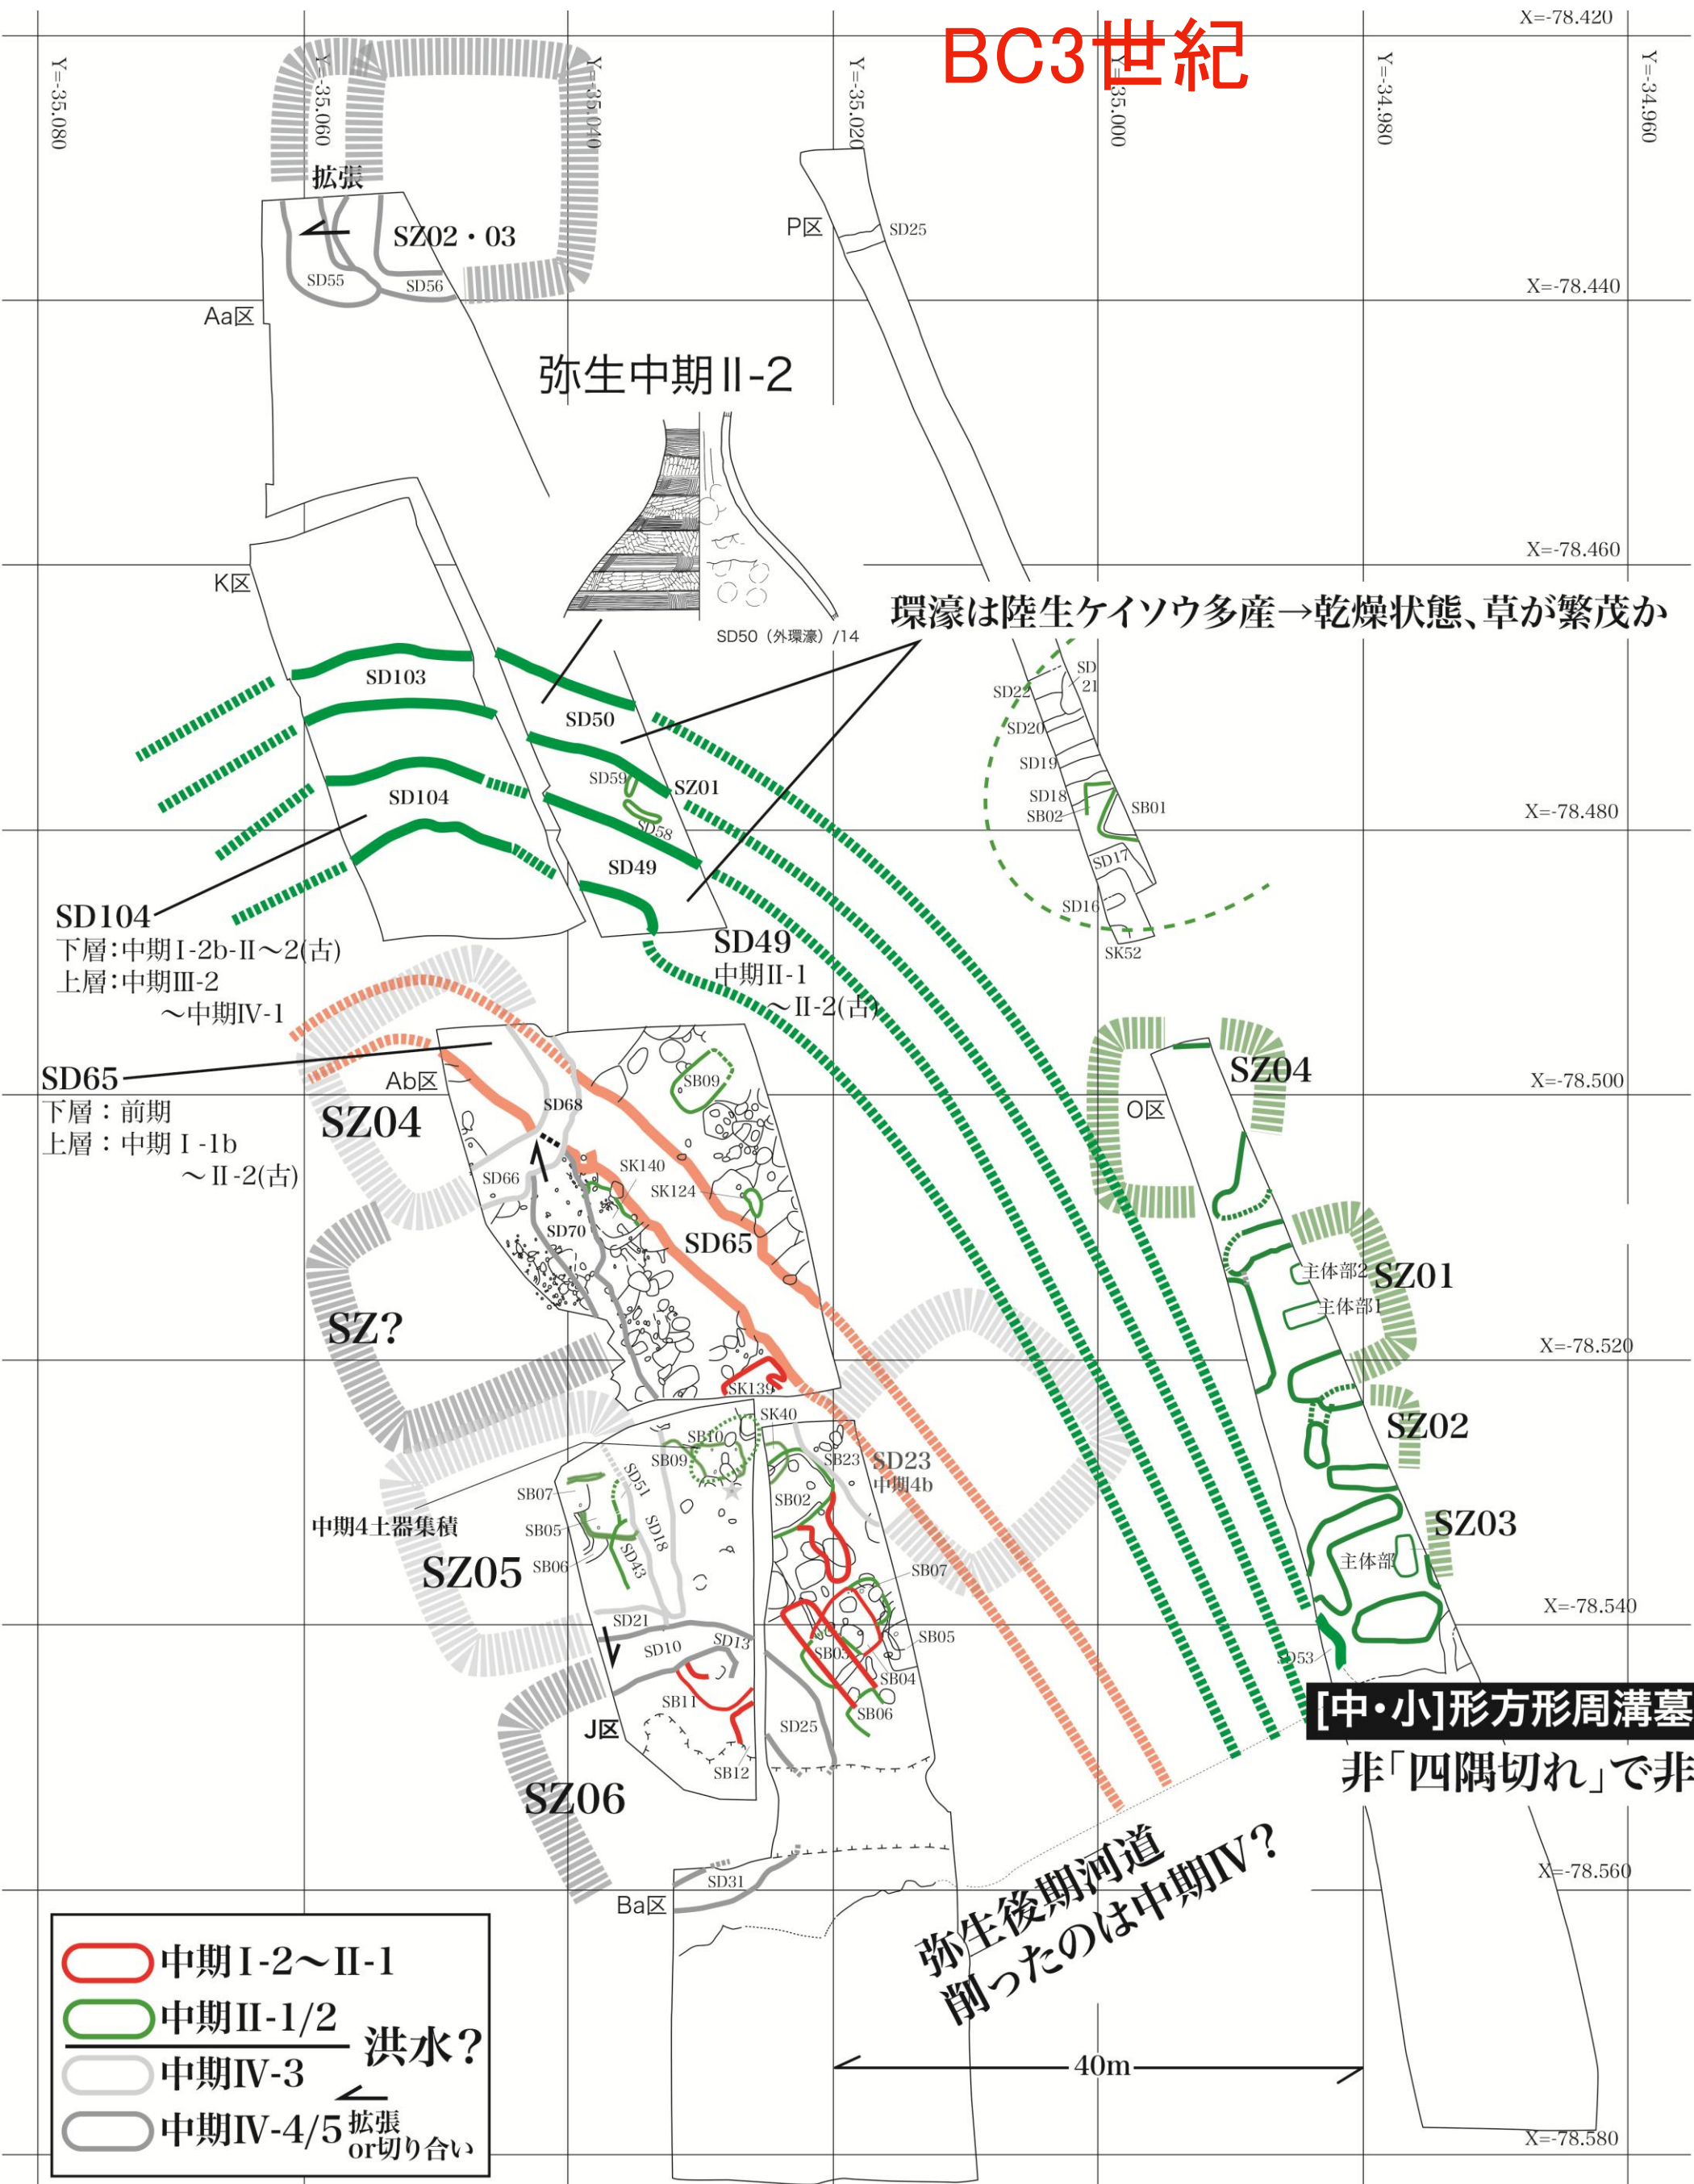 BC3世紀
X=-78.420
Y=-35.080
Y=-35.060
Y=-35.040
Y=-35.020
Y=-35.000
Y=-34.980
Y=-34.960
拡張
SZ02・03
SD55
SD56
Aa区
P区
SD25
X=-78.440
弥生中期Ⅱ-2
X=-78.460
K区
SD50（外環濠）/14
環濠は陸生ケイソウ多産→乾燥状態、草が繁茂か
SD103
SD50
SD59
SZ01
SD58
SD104
SD49
SD
21
SD22
SD20
SD19
SD18
SB02
SB01
SD17
SD16
SK52
X=-78.480
SD104
下層：中期Ⅰ-2b-Ⅱ〜2(古)
上層：中期Ⅲ-2
〜中期Ⅳ-1
SD49
中期Ⅱ-1
〜Ⅱ-2(古)
SD65
下層：前期
上層：中期Ⅰ-1b
〜Ⅱ-2(古)
Ab区
SZ04
SD68
SB09
SD66
SK140
SK124
SD70
SD65
SZ04
O区
X=-78.500
主体部2
SZ01
主体部1
SZ?
SK139
X=-78.520
SZ02
SK40
SB10
SB09
SB23
SD23
中期4b
SD51
SB07
SB02
中期4土器集積
SB05
SD18
SZ05
SB06
SD43
SB07
SZ03
主体部
X=-78.540
SD21
SD10
SD13
SB03
SB05
SB04
SD53
SB11
SB06
J区
SD25
SB12
SZ06
[中・小]形方形周溝墓
非「四隅切れ」で非
弥生後期河道
削ったのは中期Ⅳ？
X=-78.560
SD31
Ba区
中期Ⅰ-2〜Ⅱ-1
中期Ⅱ-1/2
洪水？
中期Ⅳ-3
中期Ⅳ-4/5
拡張
or切り合い
40m
X=-78.580